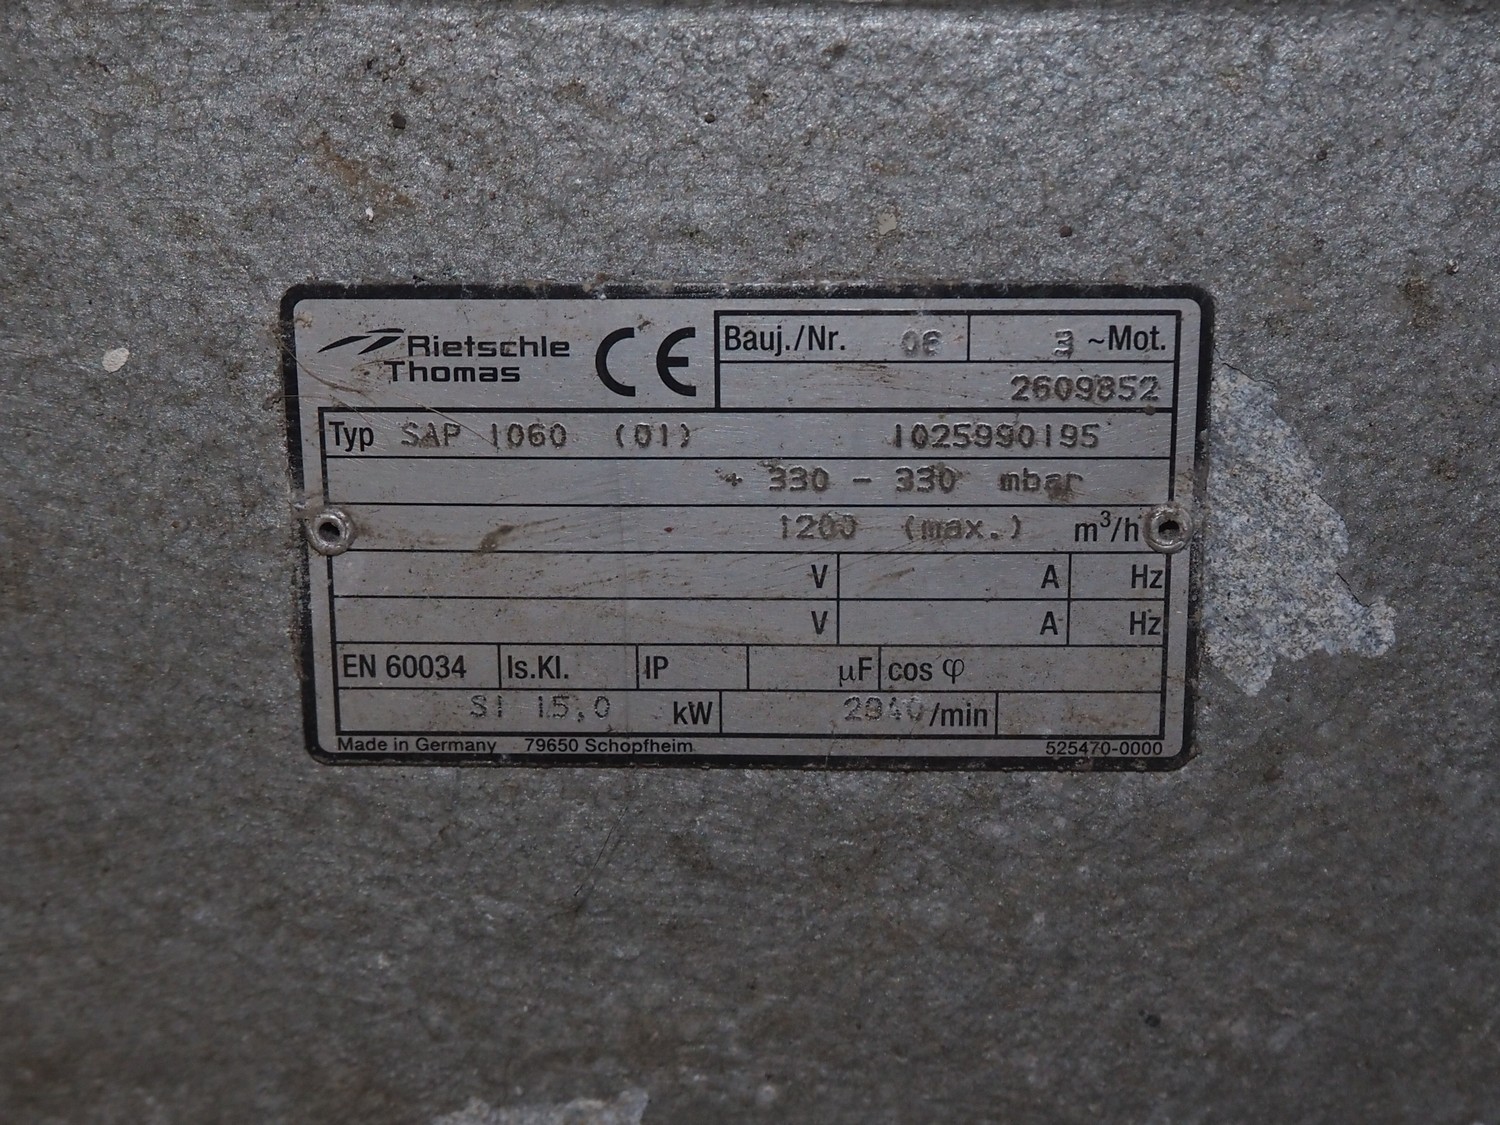 Rietschle
Thomas
CE
Bauj./Nr. 06 3 ~Mot.
2609852
Typ SAP 1060 (01) 1025990195
+ 330 - 330 mbar
1200 (max.) m³/h
V A Hz
V A Hz
EN 60034 Is.Kl. IP µF cos φ
S1 15,0 kW 2940 /min
Made in Germany 79650 Schopfheim 525470-0000